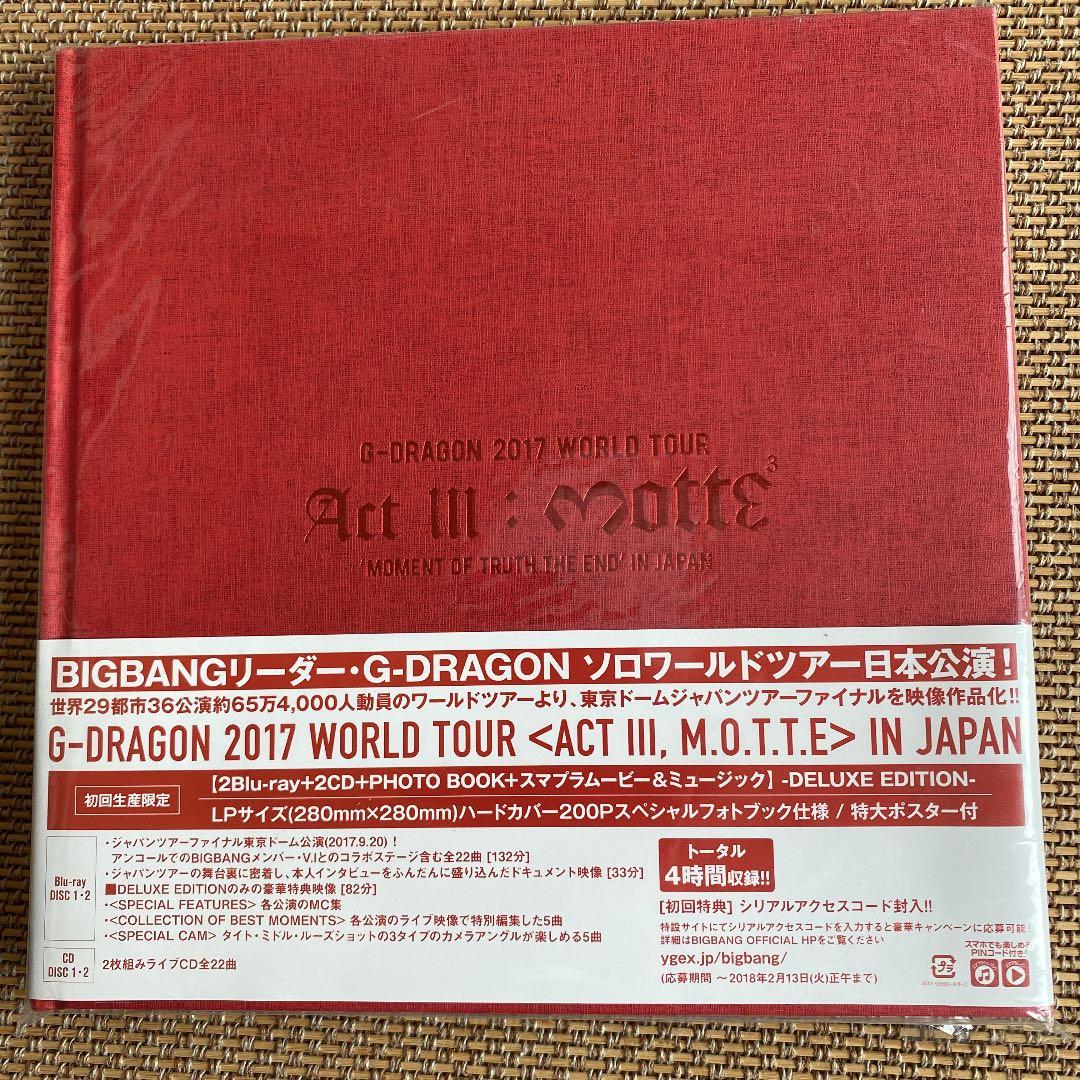 G-DRAGON 2017 WORLD TOUR
Act III : Motte3
'MOMENT OF TRUTH THE END' IN JAPAN
BIGBANGリーダー・G-DRAGON ソロワールドツアー日本公演!
世界29都市36公演約65万4,000人動員のワールドツアーより、東京ドームジャパンツアーファイナルを映像作品化!!
G-DRAGON 2017 WORLD TOUR <ACT III, M.O.T.T.E> IN JAPAN
初回生産限定
【2Blu-ray+2CD+PHOTO BOOK+スマプラムービー&ミュージック】-DELUXE EDITION-
LPサイズ(280mm×280mm)ハードカバー200Pスペシャルフォトブック仕様 / 特大ポスター付
Blu-ray
DISC 1・2
・ジャパンツアーファイナル東京ドーム公演(2017.9.20)!
アンコールでのBIGBANGメンバー・V.Iとのコラボステージ含む全22曲 [132分]
・ジャパンツアーの舞台裏に密着し、本人インタビューをふんだんに盛り込んだドキュメント映像 [33分]
■DELUXE EDITIONのみの豪華特典映像 [82分]
・<SPECIAL FEATURES> 各公演のMC集
・<COLLECTION OF BEST MOMENTS> 各公演のライブ映像で特別編集した5曲
・<SPECIAL CAM> タイト・ミドル・ルーズショットの3タイプのカメラアングルが楽しめる5曲
CD
DISC 1・2
2枚組みライブCD全22曲
トータル
4時間収録!!
[初回特典] シリアルアクセスコード封入!!
特設サイトにてシリアルアクセスコードを入力すると豪華キャンペーンに応募可能!
詳細はBIGBANG OFFICIAL HPをご覧ください
ygex.jp/bigbang/
(応募期間 ～2018年2月13日(火)正午まで)
プラ
スマホでも楽しめる
PINコード付き!